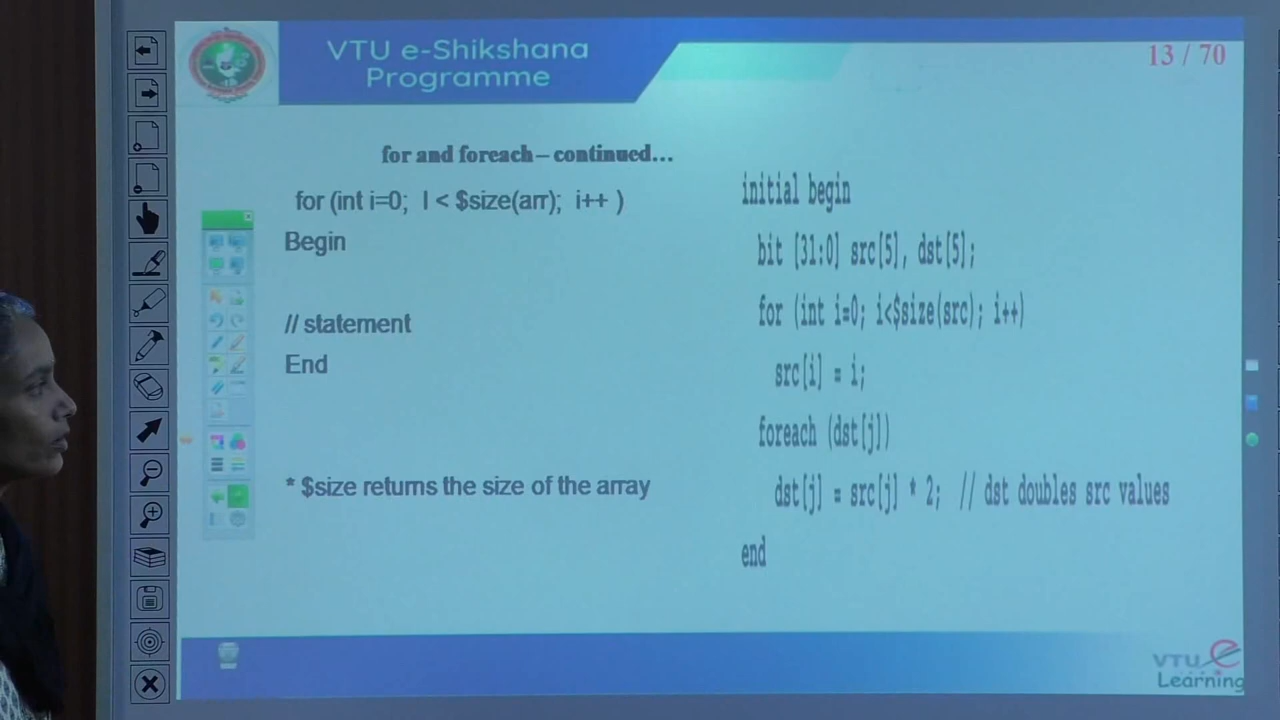 VTU e-Shikshana
Programme
13 / 70
for and foreach – continued...
for (int i=0; I < $size(arr); i++ )
Begin
// statement
End
* $size returns the size of the array
initial begin
bit [31:0] src[5], dst[5];
for (int i=0; i<$size(src); i++)
src[i] = i;
foreach (dst[j])
dst[j] = src[j] * 2; // dst doubles src values
end
VTU e
Learning